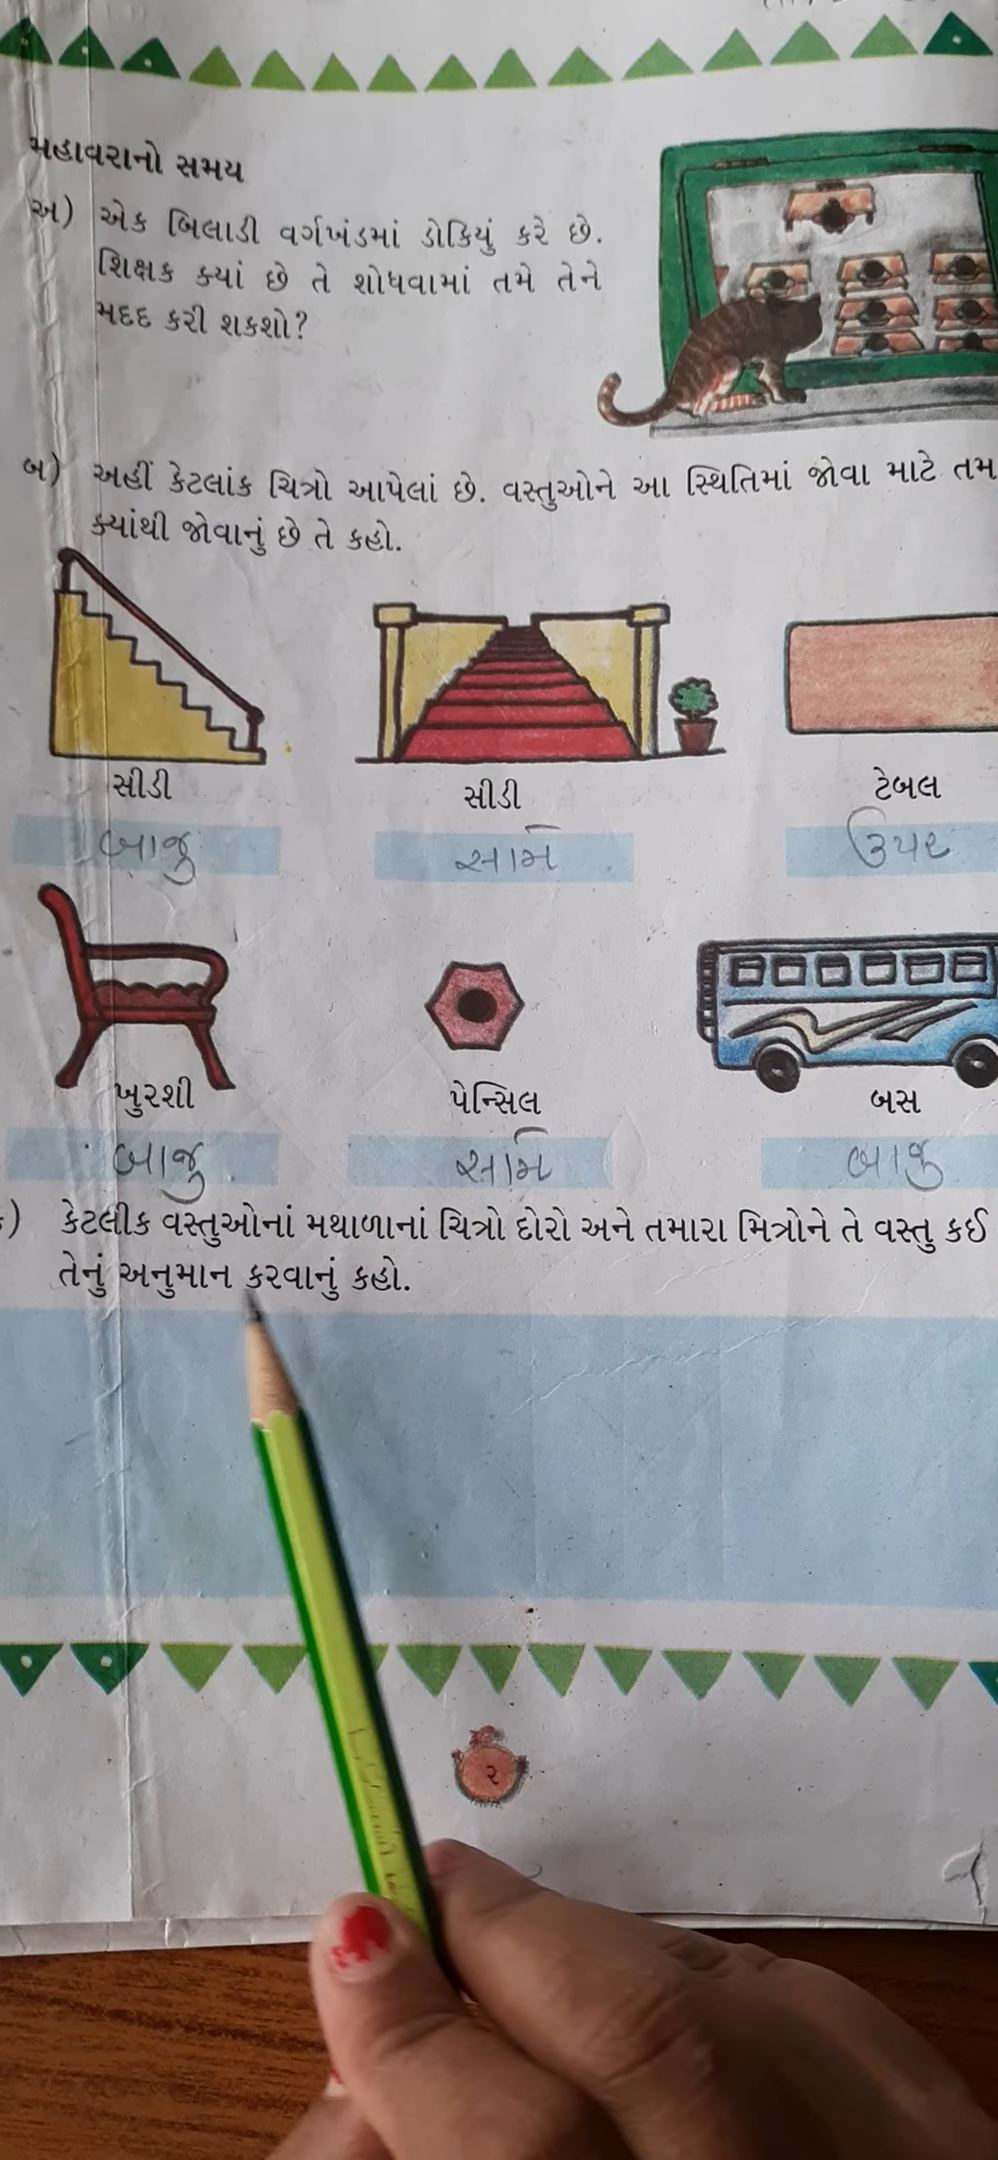 મહાવરાનો સમય
અ) એક બિલાડી વર્ગખંડમાં ડોકિયું કરે છે.
શિક્ષક ક્યાં છે તે શોધવામાં તમે તેને
મદદ કરી શકશો?
બ) અહીં કેટલાંક ચિત્રો આપેલાં છે. વસ્તુઓને આ સ્થિતિમાં જોવા માટે તમ
ક્યાંથી જોવાનું છે તે કહો.
સીડી સીડી ટેબલ
બાજુ સામે ઉપર
ખુરશી પેન્સિલ બસ
બાજુ સામે બાજુ
) કેટલીક વસ્તુઓનાં મથાળાનાં ચિત્રો દોરો અને તમારા મિત્રોને તે વસ્તુ કઈ
તેનું અનુમાન કરવાનું કહો.
૨